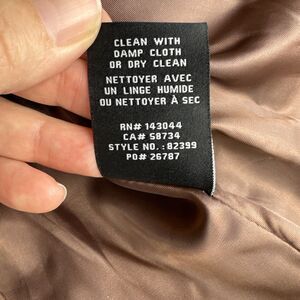 CLEAN WITH
DAMP CLOTH
OR DRY CLEAN
NETTOYER AVEC
UN LINGE HUMIDE
OU NETTOYER À SEC
RN# 143044
CA# 58734
STYLE NO.:82399
PO# 26787